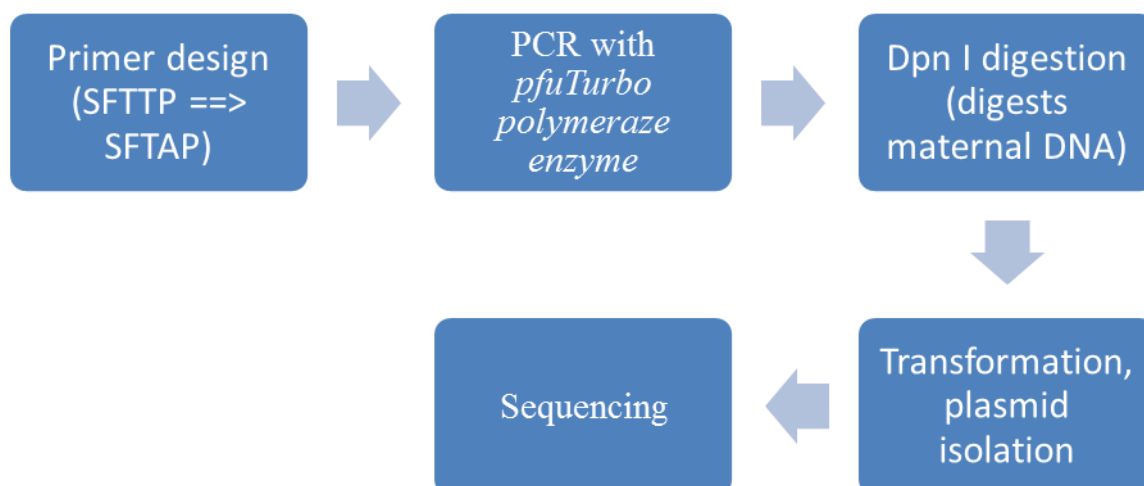 Primer design
(SFTTP ==>
SFTAP)
PCR with
pfuTurbo
polymeraze
enzyme
Dpn I digestion
(digests
maternal DNA)
Transformation,
plasmid
isolation
Sequencing